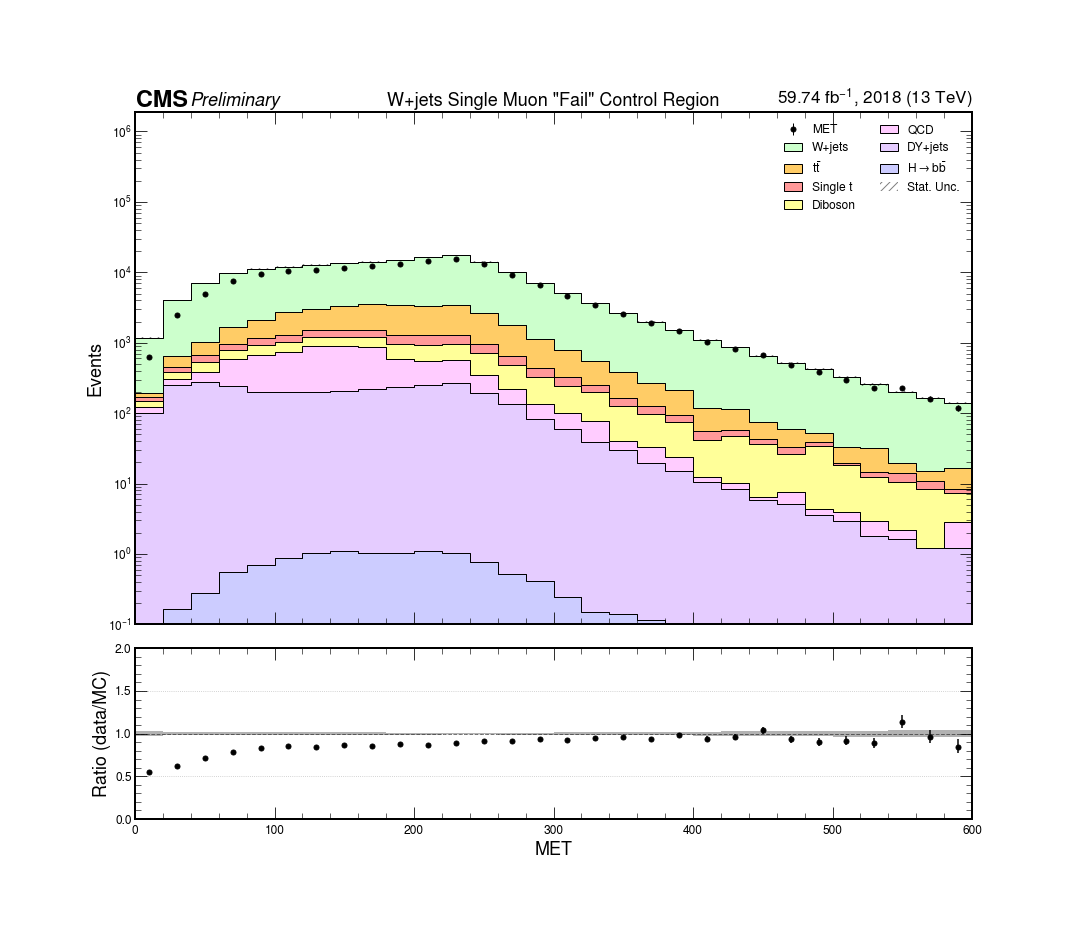 CMS Preliminary W+jets Single Muon "Fail" Control Region 59.74 fb⁻¹, 2018 (13 TeV)
MET QCD
W+jets DY+jets
tt̄ H→bb̄
Single t Stat. Unc.
Diboson
10⁶
10⁵
10⁴
10³
10²
10¹
10⁰
10⁻¹
Events
2.0
1.5
1.0
0.5
0.0
Ratio (data/MC)
0 100 200 300 400 500 600
MET